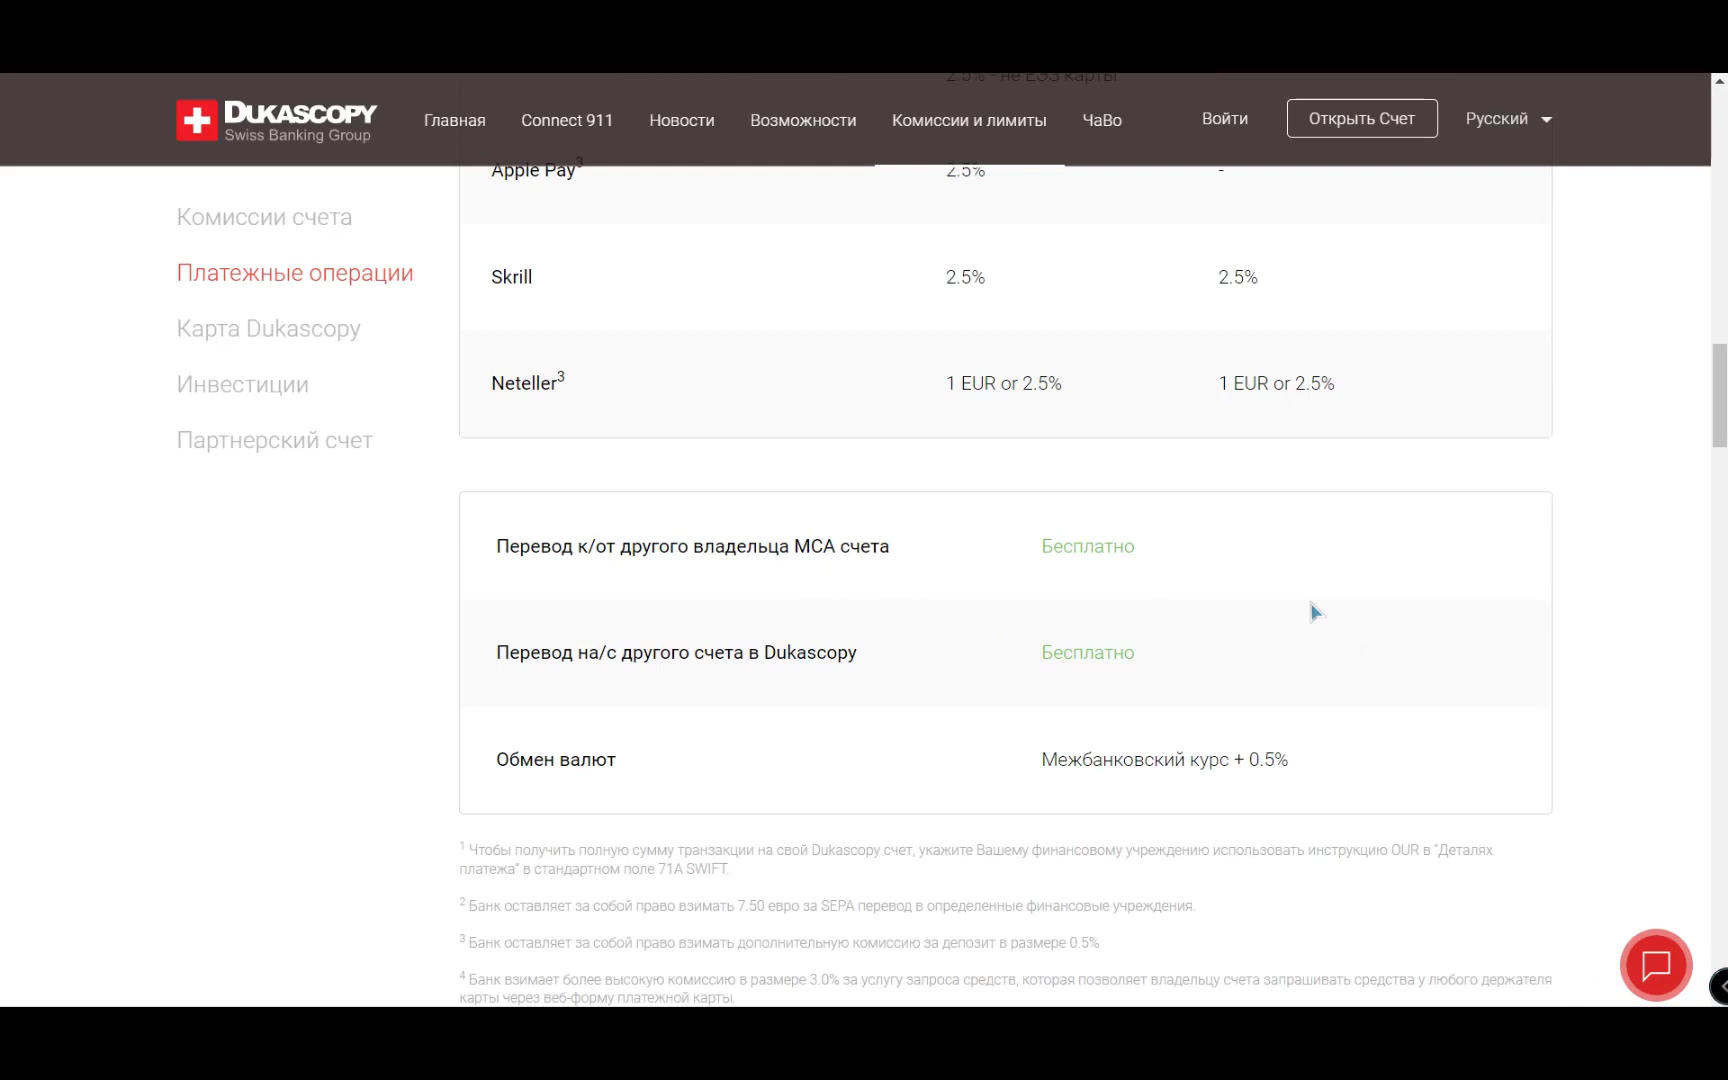 2.5% - не ЕЭЗ карты
DUKASCOPY
Swiss Banking Group
Главная
Connect 911
Новости
Возможности
Комиссии и лимиты
ЧаВо
Войти
Открыть Счет
Русский
Комиссии счета
Платежные операции
Карта Dukascopy
Инвестиции
Партнерский счет
Apple Pay3 2.5% -
Skrill 2.5% 2.5%
Neteller3 1 EUR or 2.5% 1 EUR or 2.5%
Перевод к/от другого владельца MCA счета Бесплатно
Перевод на/с другого счета в Dukascopy Бесплатно
Обмен валют Межбанковский курс + 0.5%
1 Чтобы получить полную сумму транзакции на свой Dukascopy счет, укажите Вашему финансовому учреждению использовать инструкцию OUR в "Деталях
платежа" в стандартном поле 71A SWIFT.
2 Банк оставляет за собой право взимать 7.50 евро за SEPA перевод в определенные финансовые учреждения.
3 Банк оставляет за собой право взимать дополнительную комиссию за депозит в размере 0.5%
4 Банк взимает более высокую комиссию в размере 3.0% за услугу запроса средств, которая позволяет владельцу счета запрашивать средства у любого держателя
карты через веб-форму платежной карты.